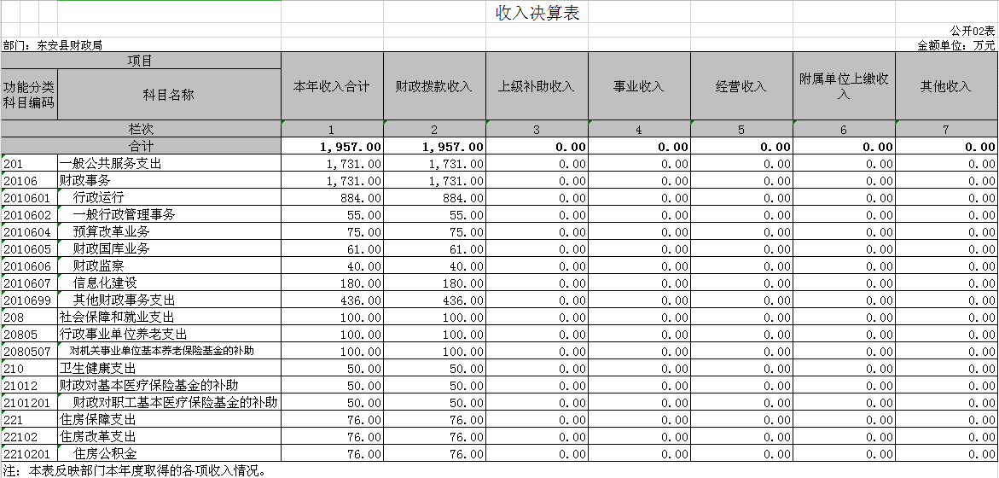 收入决算表
公开02表
部门：东安县财政局 金额单位：万元
项目
功能分类科目编码 科目名称 本年收入合计 财政拨款收入 上级补助收入 事业收入 经营收入 附属单位上缴收入 其他收入
栏次 1 2 3 4 5 6 7
合计 1,957.00 1,957.00 0.00 0.00 0.00 0.00 0.00
201 一般公共服务支出 1,731.00 1,731.00 0.00 0.00 0.00 0.00 0.00
20106 财政事务 1,731.00 1,731.00 0.00 0.00 0.00 0.00 0.00
2010601 行政运行 884.00 884.00 0.00 0.00 0.00 0.00 0.00
2010602 一般行政管理事务 55.00 55.00 0.00 0.00 0.00 0.00 0.00
2010604 预算改革业务 75.00 75.00 0.00 0.00 0.00 0.00 0.00
2010605 财政国库业务 61.00 61.00 0.00 0.00 0.00 0.00 0.00
2010606 财政监察 40.00 40.00 0.00 0.00 0.00 0.00 0.00
2010607 信息化建设 180.00 180.00 0.00 0.00 0.00 0.00 0.00
2010699 其他财政事务支出 436.00 436.00 0.00 0.00 0.00 0.00 0.00
208 社会保障和就业支出 100.00 100.00 0.00 0.00 0.00 0.00 0.00
20805 行政事业单位养老支出 100.00 100.00 0.00 0.00 0.00 0.00 0.00
2080507 对机关事业单位基本养老保险基金的补助 100.00 100.00 0.00 0.00 0.00 0.00 0.00
210 卫生健康支出 50.00 50.00 0.00 0.00 0.00 0.00 0.00
21012 财政对基本医疗保险基金的补助 50.00 50.00 0.00 0.00 0.00 0.00 0.00
2101201 财政对职工基本医疗保险基金的补助 50.00 50.00 0.00 0.00 0.00 0.00 0.00
221 住房保障支出 76.00 76.00 0.00 0.00 0.00 0.00 0.00
22102 住房改革支出 76.00 76.00 0.00 0.00 0.00 0.00 0.00
2210201 住房公积金 76.00 76.00 0.00 0.00 0.00 0.00 0.00
注：本表反映部门本年度取得的各项收入情况。